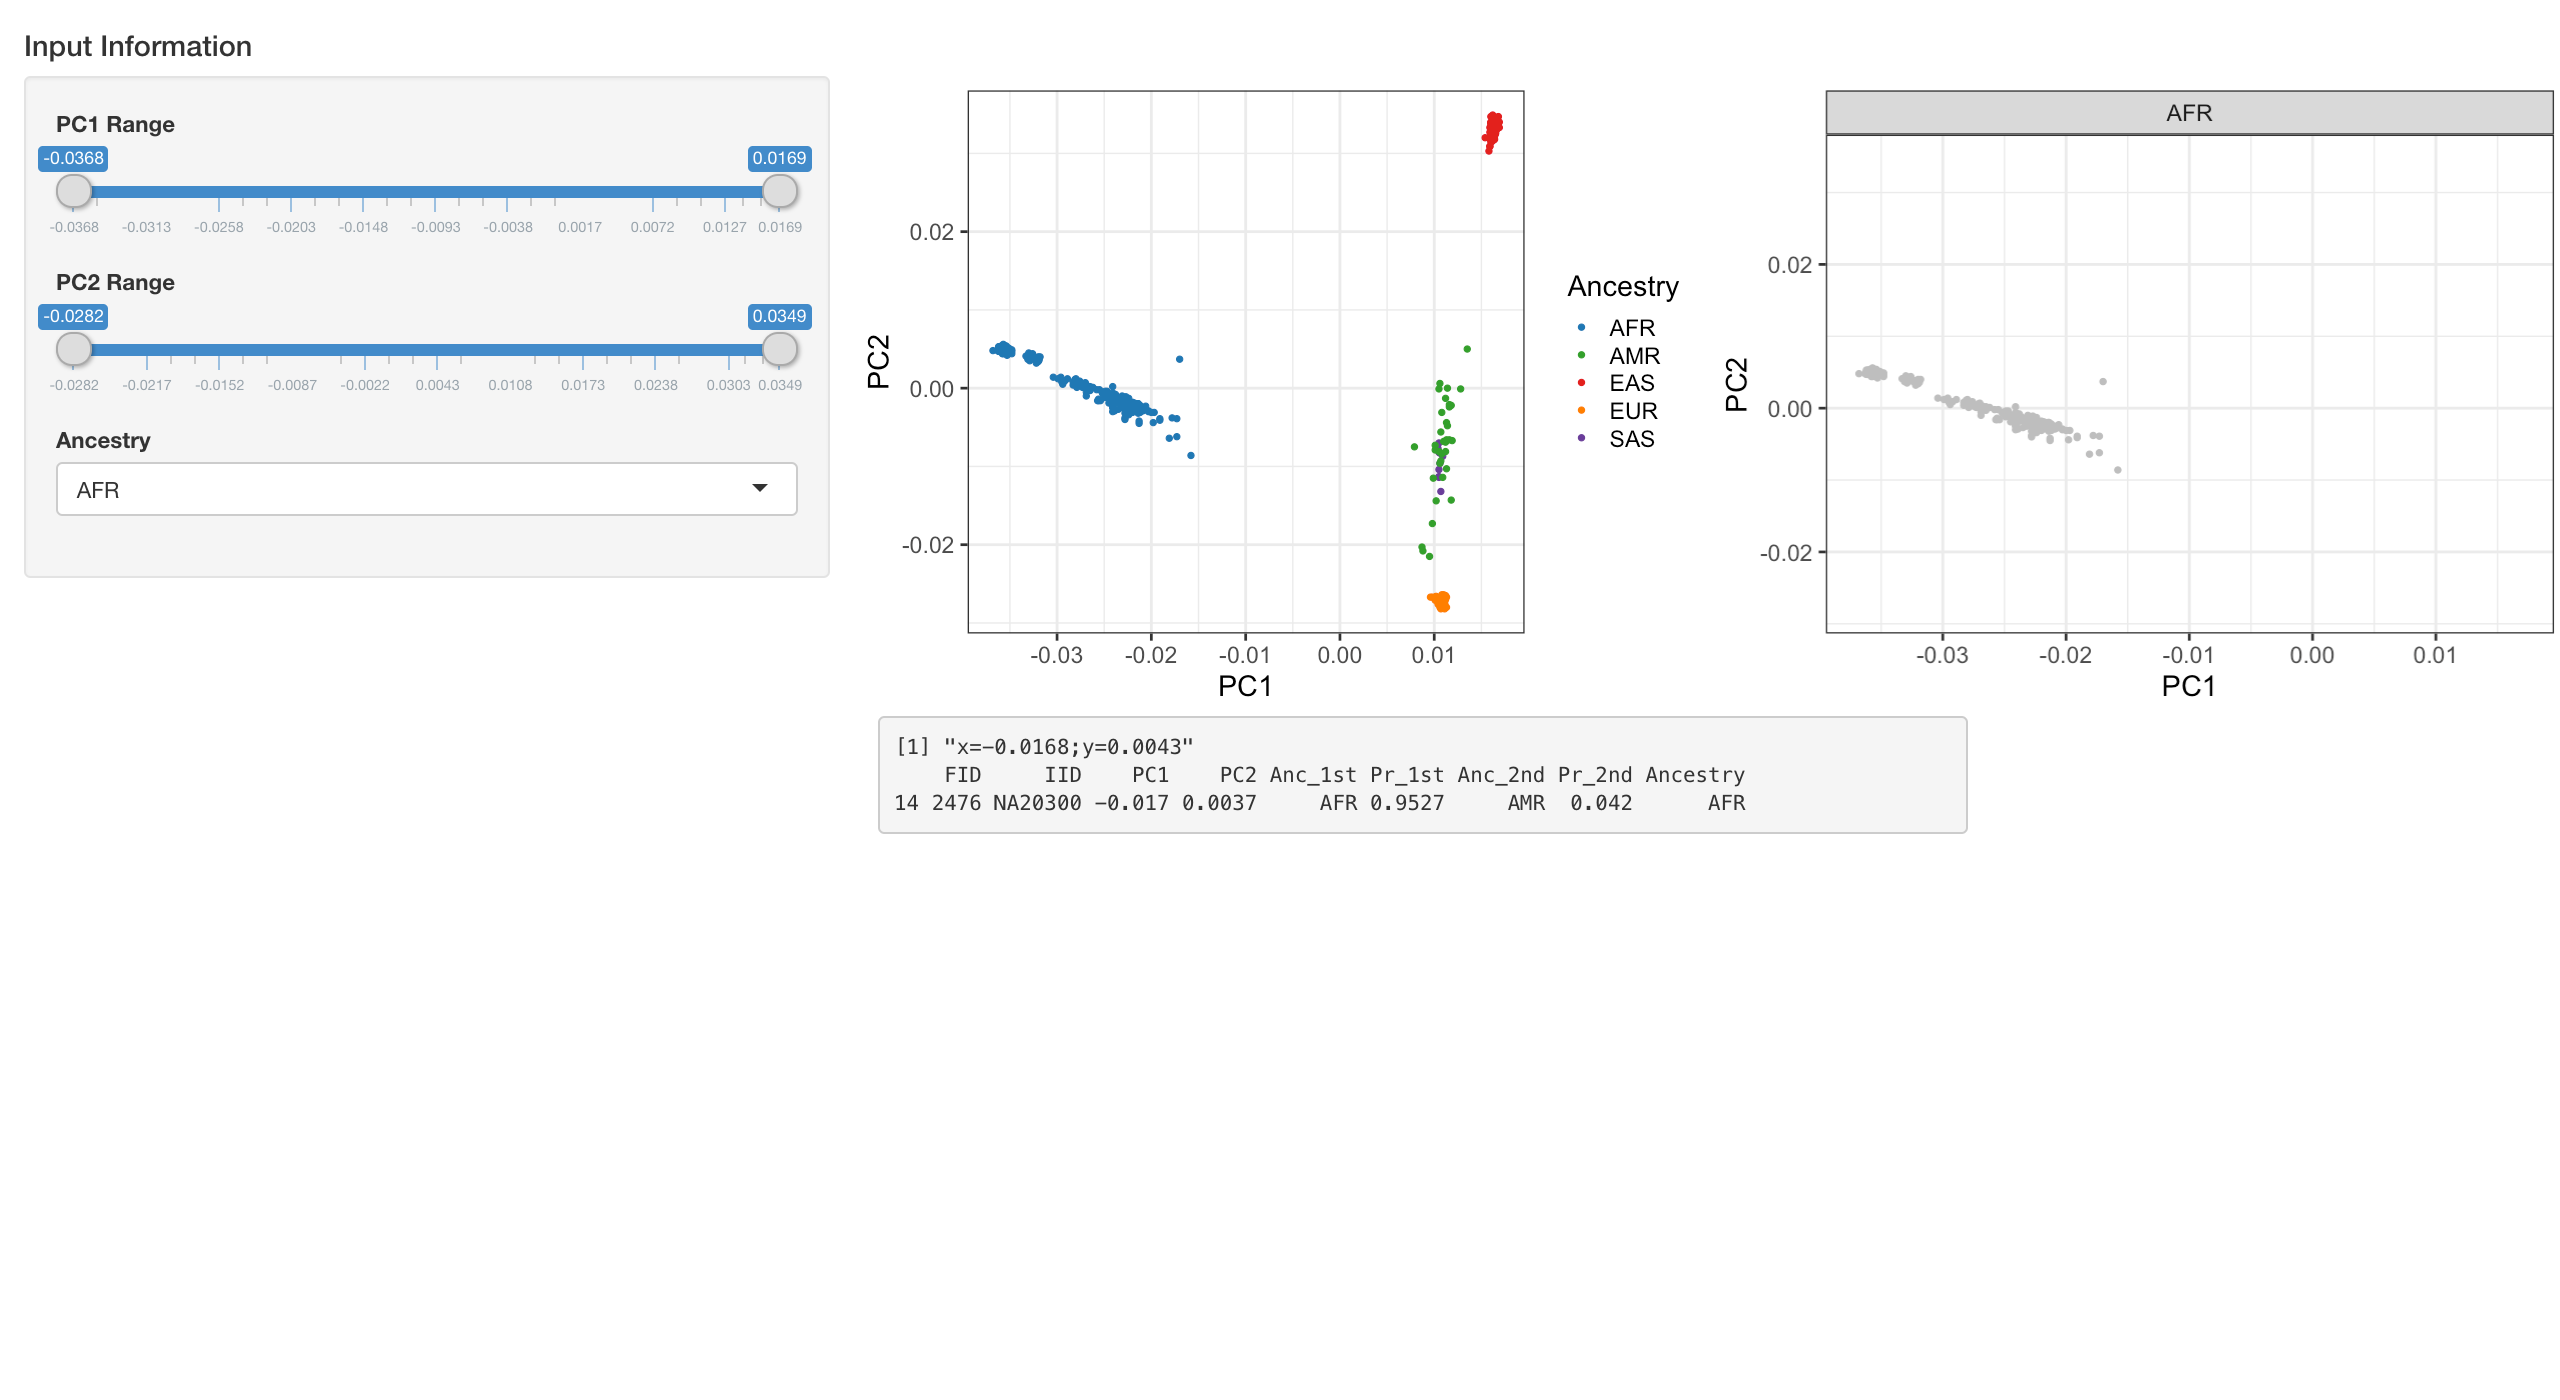 Input Information
PC1 Range
-0.0368 0.0169
-0.0368 -0.0313 -0.0258 -0.0203 -0.0148 -0.0093 -0.0038 0.0017 0.0072 0.0127 0.0169
PC2 Range
-0.0282 0.0349
-0.0282 -0.0217 -0.0152 -0.0087 -0.0022 0.0043 0.0108 0.0173 0.0238 0.0303 0.0349
Ancestry
AFR
PC2
0.02
0.00
-0.02
-0.03 -0.02 -0.01 0.00 0.01
PC1
Ancestry
AFR
AMR
EAS
EUR
SAS
AFR
PC2
0.02
0.00
-0.02
-0.03 -0.02 -0.01 0.00 0.01
PC1
[1] "x=−0.0168;y=0.0043"
FID IID PC1 PC2 Anc_1st Pr_1st Anc_2nd Pr_2nd Ancestry
14 2476 NA20300 −0.017 0.0037 AFR 0.9527 AMR 0.042 AFR